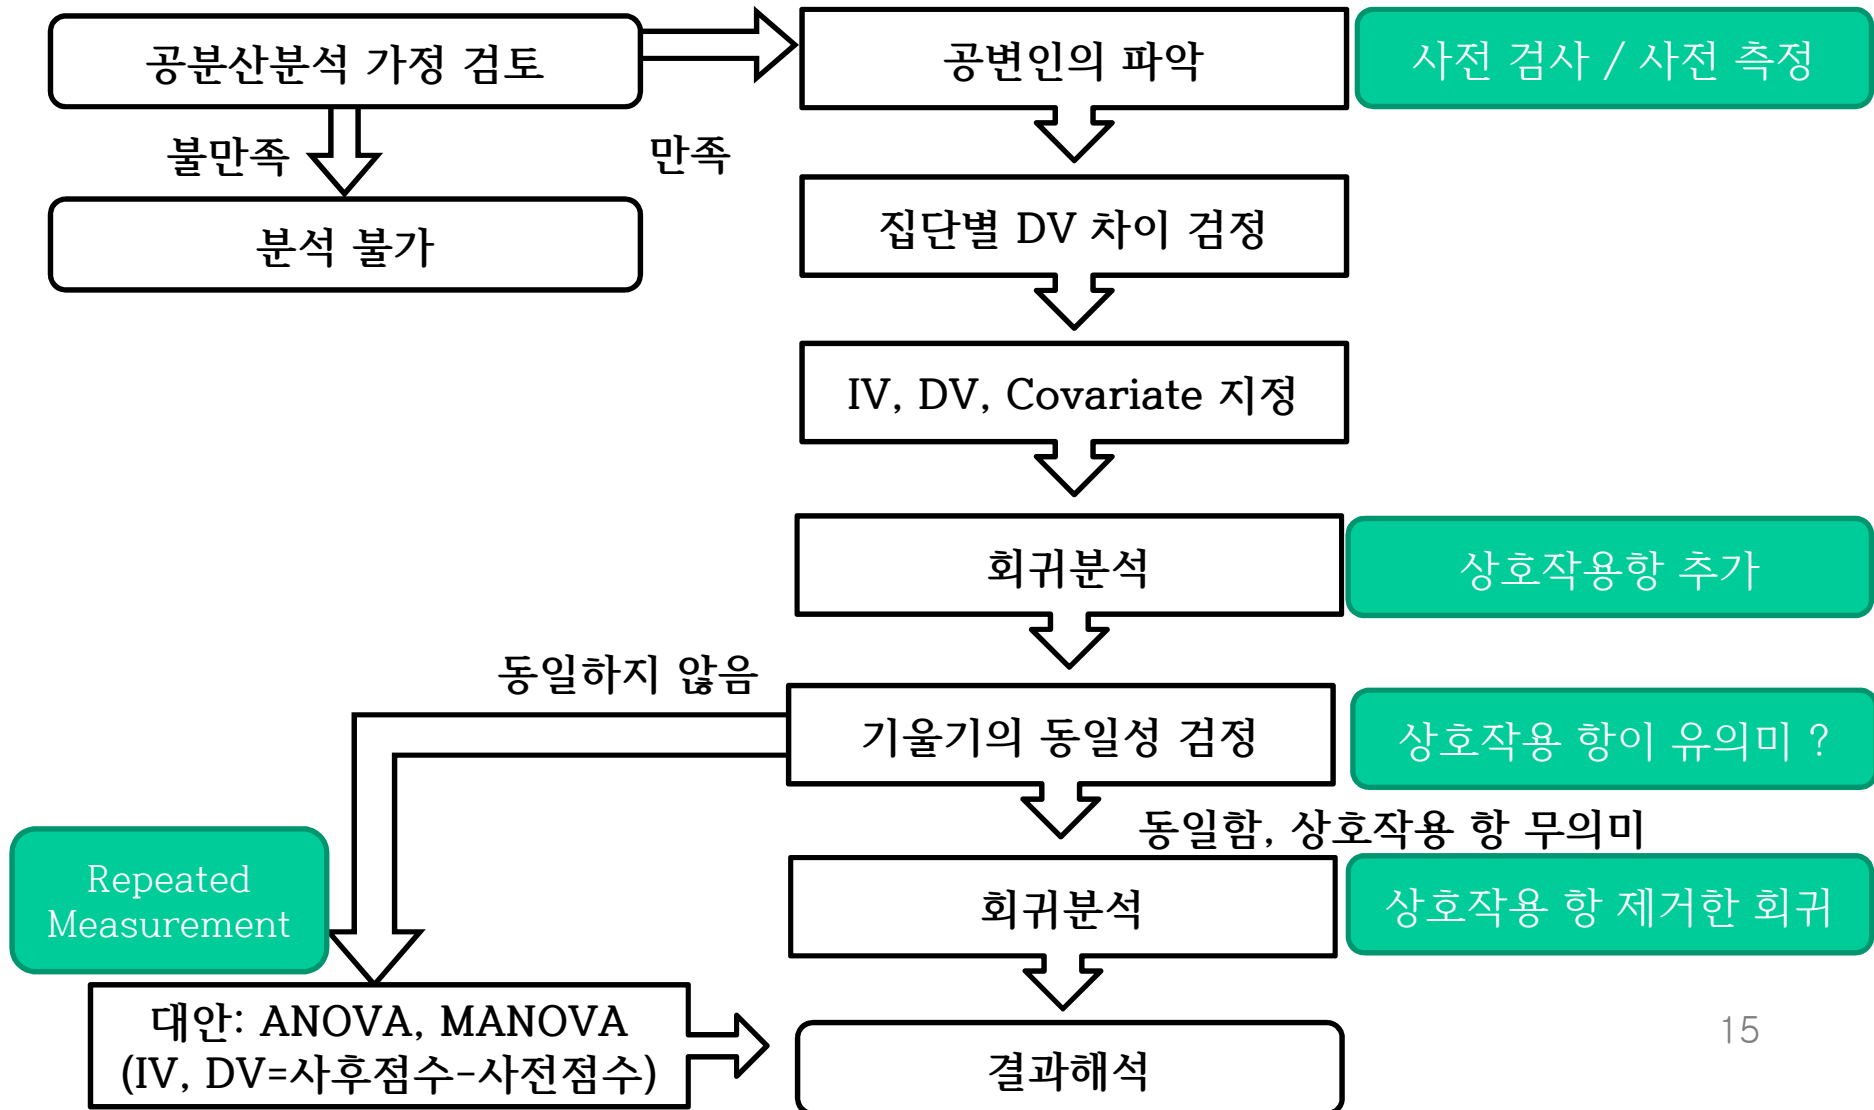 공분산분석 가정 검토
공변인의 파악
사전 검사 / 사전 측정
불만족
만족
분석 불가
집단별 DV 차이 검정
IV, DV, Covariate 지정
회귀분석
상호작용항 추가
동일하지 않음
기울기의 동일성 검정
상호작용 항이 유의미 ?
동일함, 상호작용 항 무의미
Repeated
Measurement
회귀분석
상호작용 항 제거한 회귀
대안: ANOVA, MANOVA
(IV, DV=사후점수-사전점수)
결과해석
15